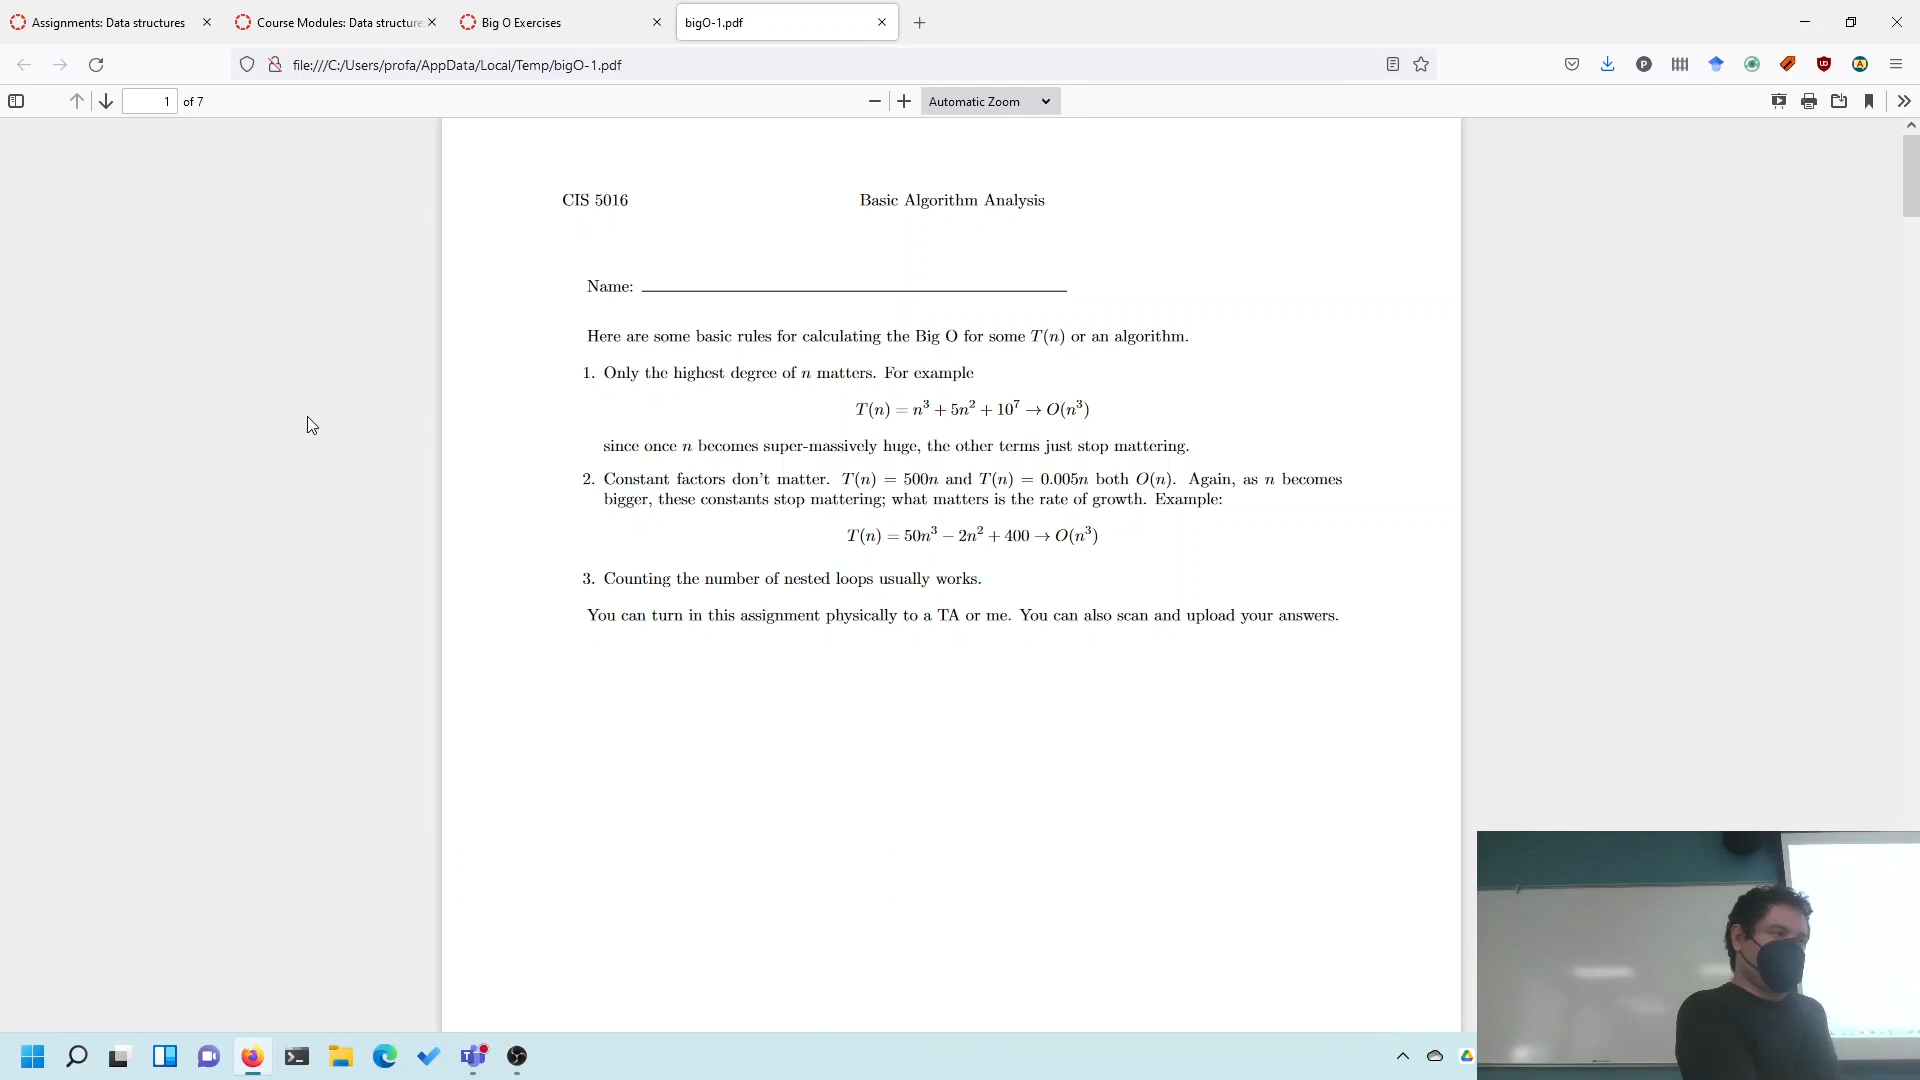 Assignments: Data structures
Course Modules: Data structure
Big O Exercises
bigO-1.pdf
file:///C:/Users/profa/AppData/Local/Temp/bigO-1.pdf
1 of 7
Automatic Zoom
CIS 5016
Basic Algorithm Analysis
Name:
Here are some basic rules for calculating the Big O for some T(n) or an algorithm.
1. Only the highest degree of n matters. For example
T(n) = n³ + 5n² + 10⁷ → O(n³)
since once n becomes super-massively huge, the other terms just stop mattering.
2. Constant factors don't matter. T(n) = 500n and T(n) = 0.005n both O(n). Again, as n becomes
bigger, these constants stop mattering; what matters is the rate of growth. Example:
T(n) = 50n³ − 2n² + 400 → O(n³)
3. Counting the number of nested loops usually works.
You can turn in this assignment physically to a TA or me. You can also scan and upload your answers.